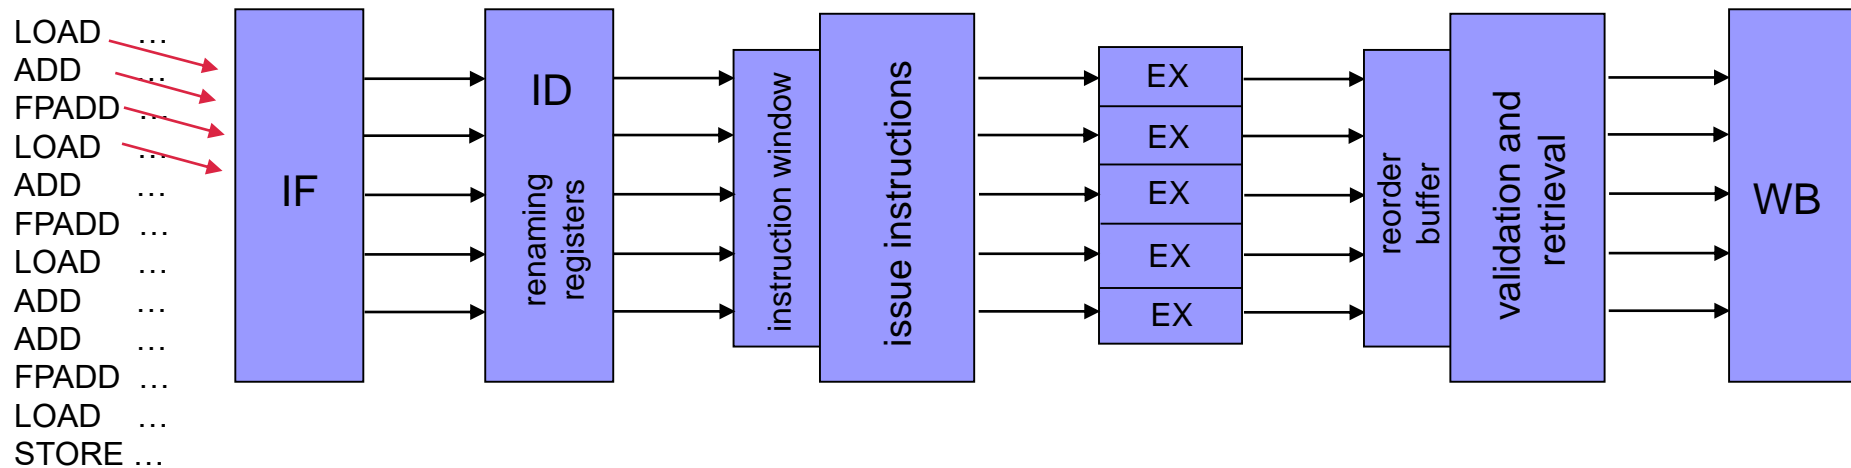 LOAD …
ADD …
FPADD …
LOAD …
ADD …
FPADD …
LOAD …
ADD …
ADD …
FPADD …
LOAD …
STORE …
IF
ID
renaming
registers
instruction window
issue instructions
EX
EX
EX
EX
EX
reorder
buffer
validation and
retrieval
WB